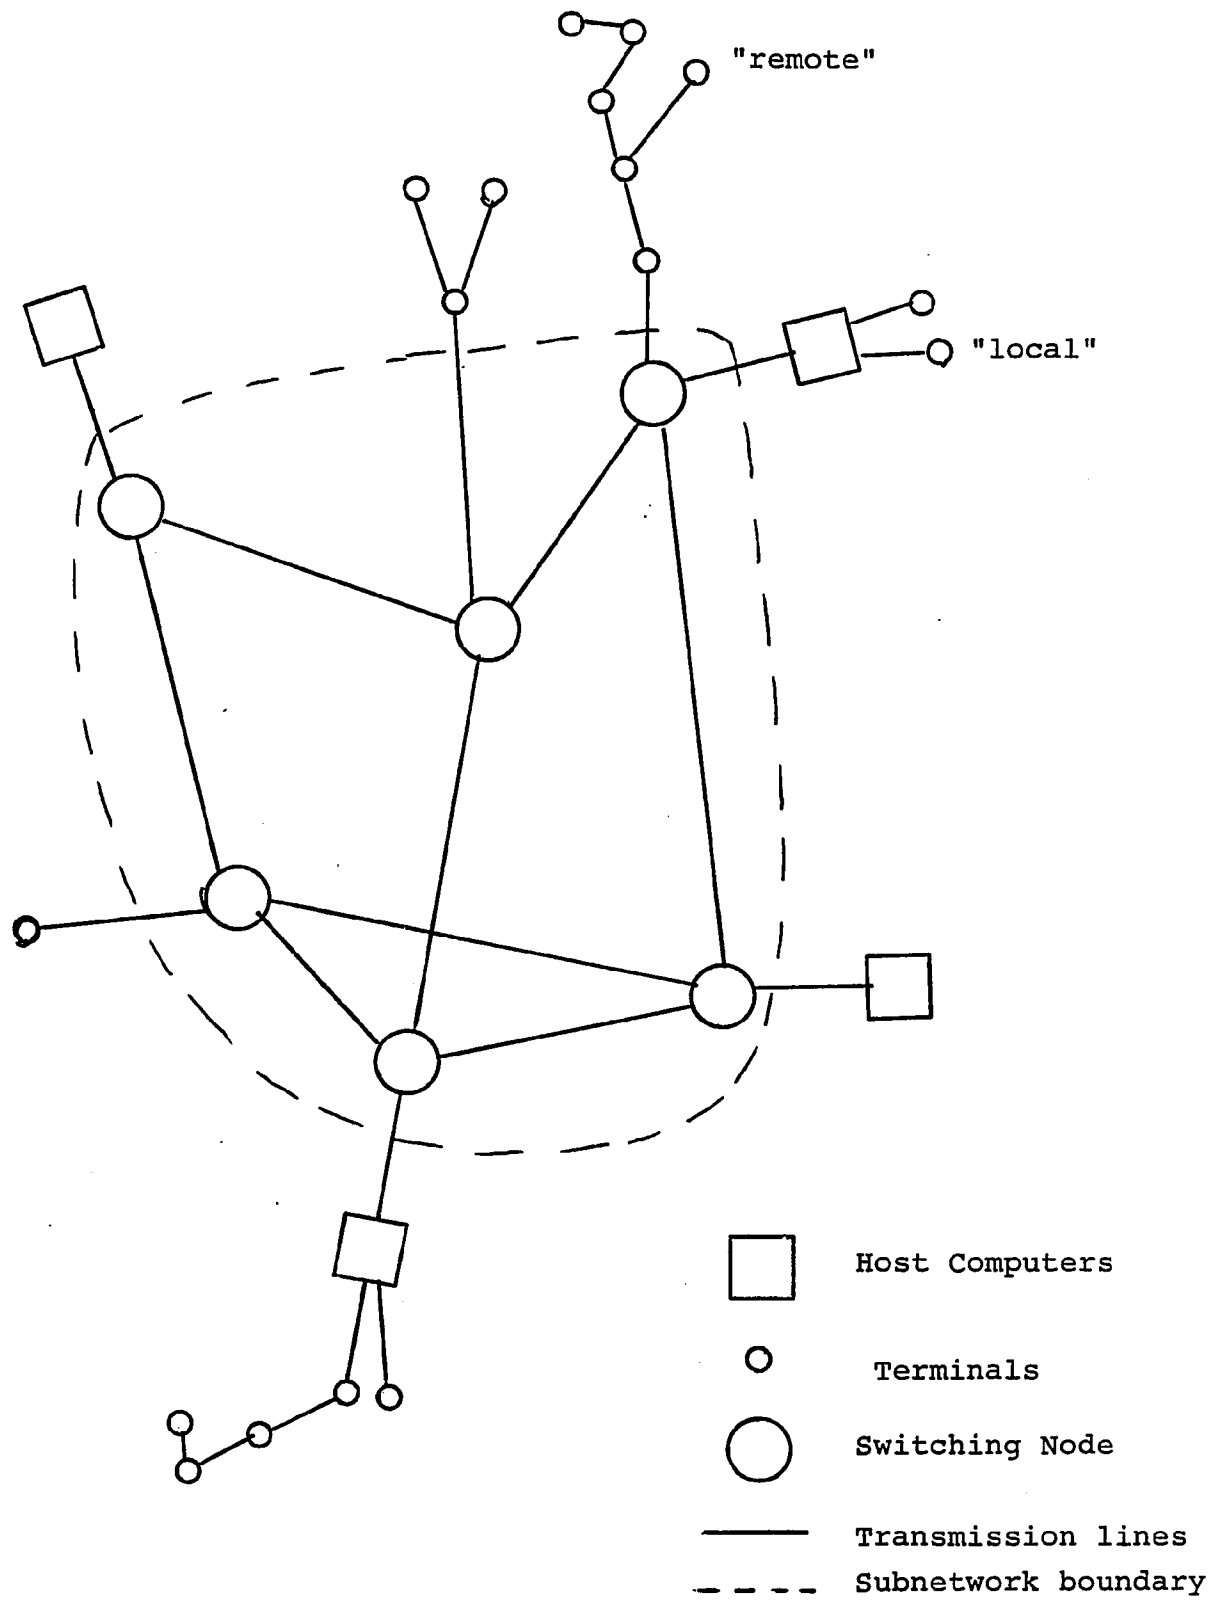 "remote"
"local"
Host Computers
Terminals
Switching Node
Transmission lines
Subnetwork boundary